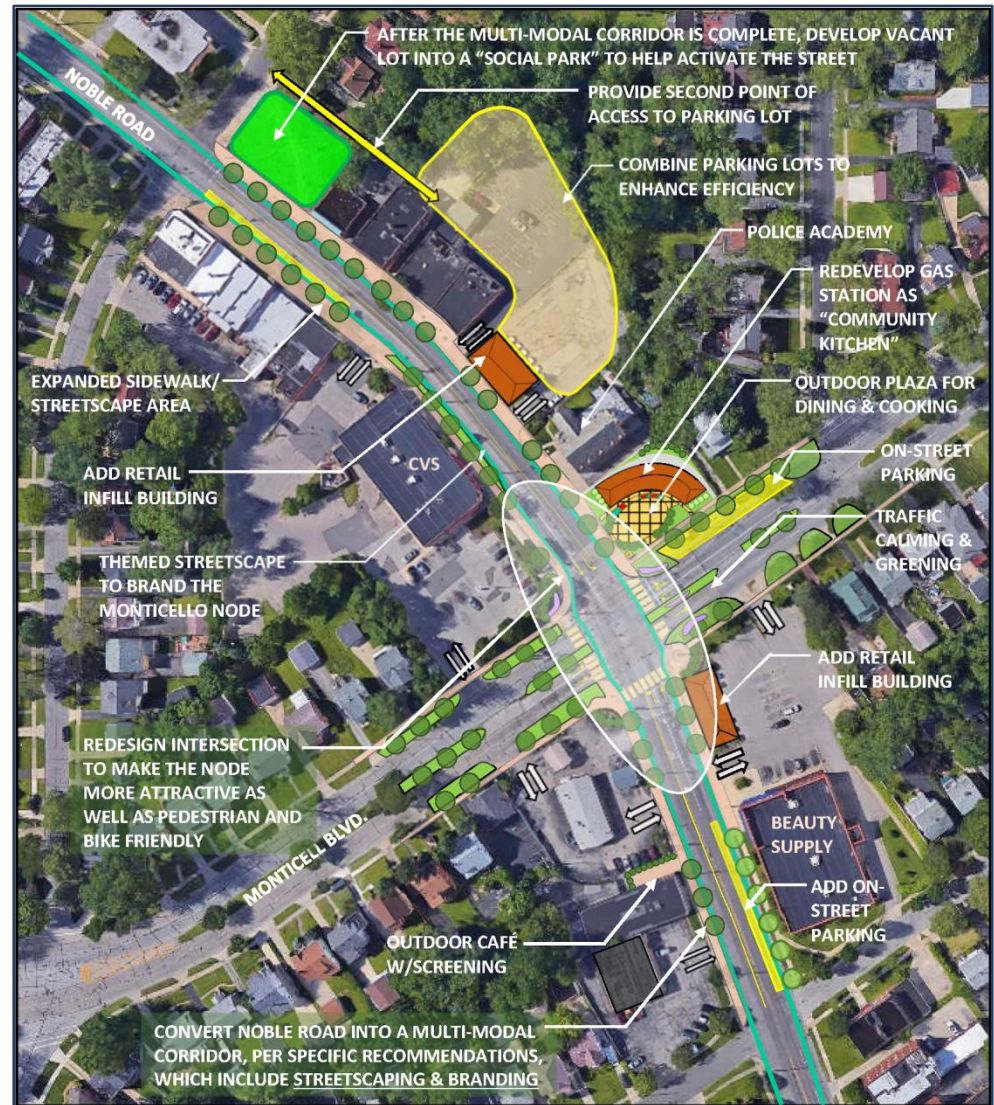 AFTER THE MULTI-MODAL CORRIDOR IS COMPLETE, DEVELOP VACANT
LOT INTO A “SOCIAL PARK” TO HELP ACTIVATE THE STREET
NOBLE ROAD
PROVIDE SECOND POINT OF
ACCESS TO PARKING LOT
COMBINE PARKING LOTS TO
ENHANCE EFFICIENCY
POLICE ACADEMY
REDEVELOP GAS
STATION AS
“COMMUNITY
KITCHEN”
EXPANDED SIDEWALK/
STREETSCAPE AREA
OUTDOOR PLAZA FOR
DINING & COOKING
ADD RETAIL
INFILL BUILDING
CVS
ON-STREET
PARKING
TRAFFIC
CALMING &
GREENING
THEMED STREETSCAPE
TO BRAND THE
MONTICELLO NODE
ADD RETAIL
INFILL BUILDING
REDESIGN INTERSECTION
TO MAKE THE NODE
MORE ATTRACTIVE AS
WELL AS PEDESTRIAN AND
BIKE FRIENDLY
MONTICELL BLVD.
BEAUTY
SUPPLY
ADD ON-
STREET
PARKING
OUTDOOR CAFÉ
W/SCREENING
CONVERT NOBLE ROAD INTO A MULTI-MODAL
CORRIDOR, PER SPECIFIC RECOMMENDATIONS,
WHICH INCLUDE STREETSCAPING & BRANDING